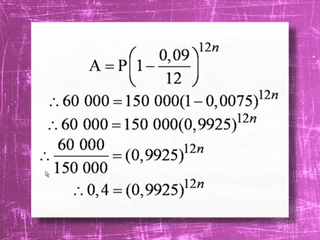 A = P(1 − 0,09/12)^12n
∴ 60 000 = 150 000(1 − 0,0075)^12n
∴ 60 000 = 150 000(0,9925)^12n
∴ 60 000/150 000 = (0,9925)^12n
∴ 0,4 = (0,9925)^12n